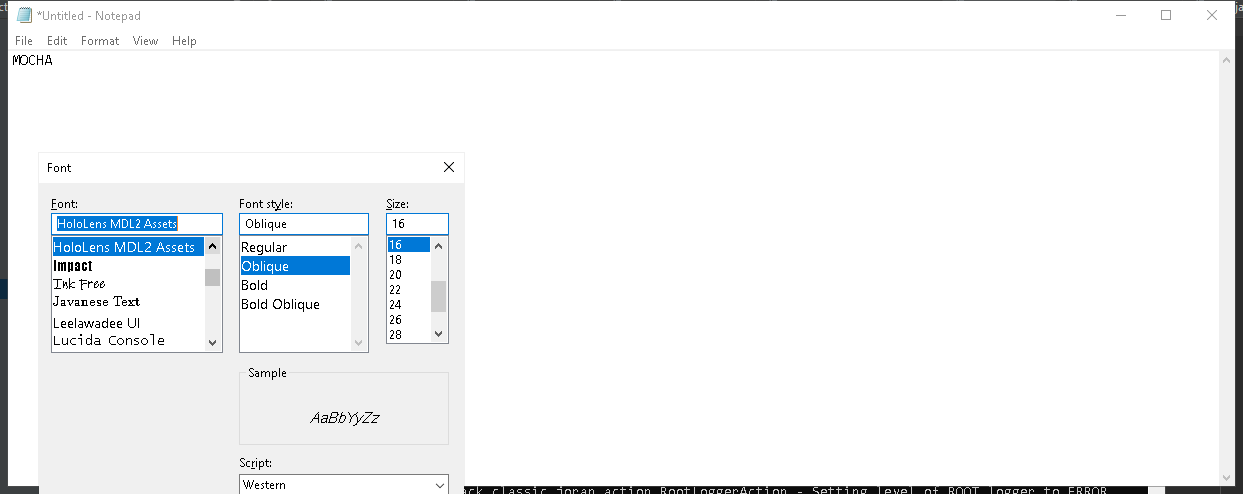 *Untitled - Notepad
File Edit Format View Help
MOCHA
Font
Font: Font style: Size:
HoloLens MDL2 Assets Oblique 16
HoloLens MDL2 Assets Regular 16
Impact Oblique 18
Ink Free Bold 20
Javanese Text Bold Oblique 22
Leelawadee UI 24
Lucida Console 26
28
Sample
AaBbYyZz
Script:
Western
ack.classic.joran.action.RootLoggerAction - Setting level of ROOT logger to ERROR